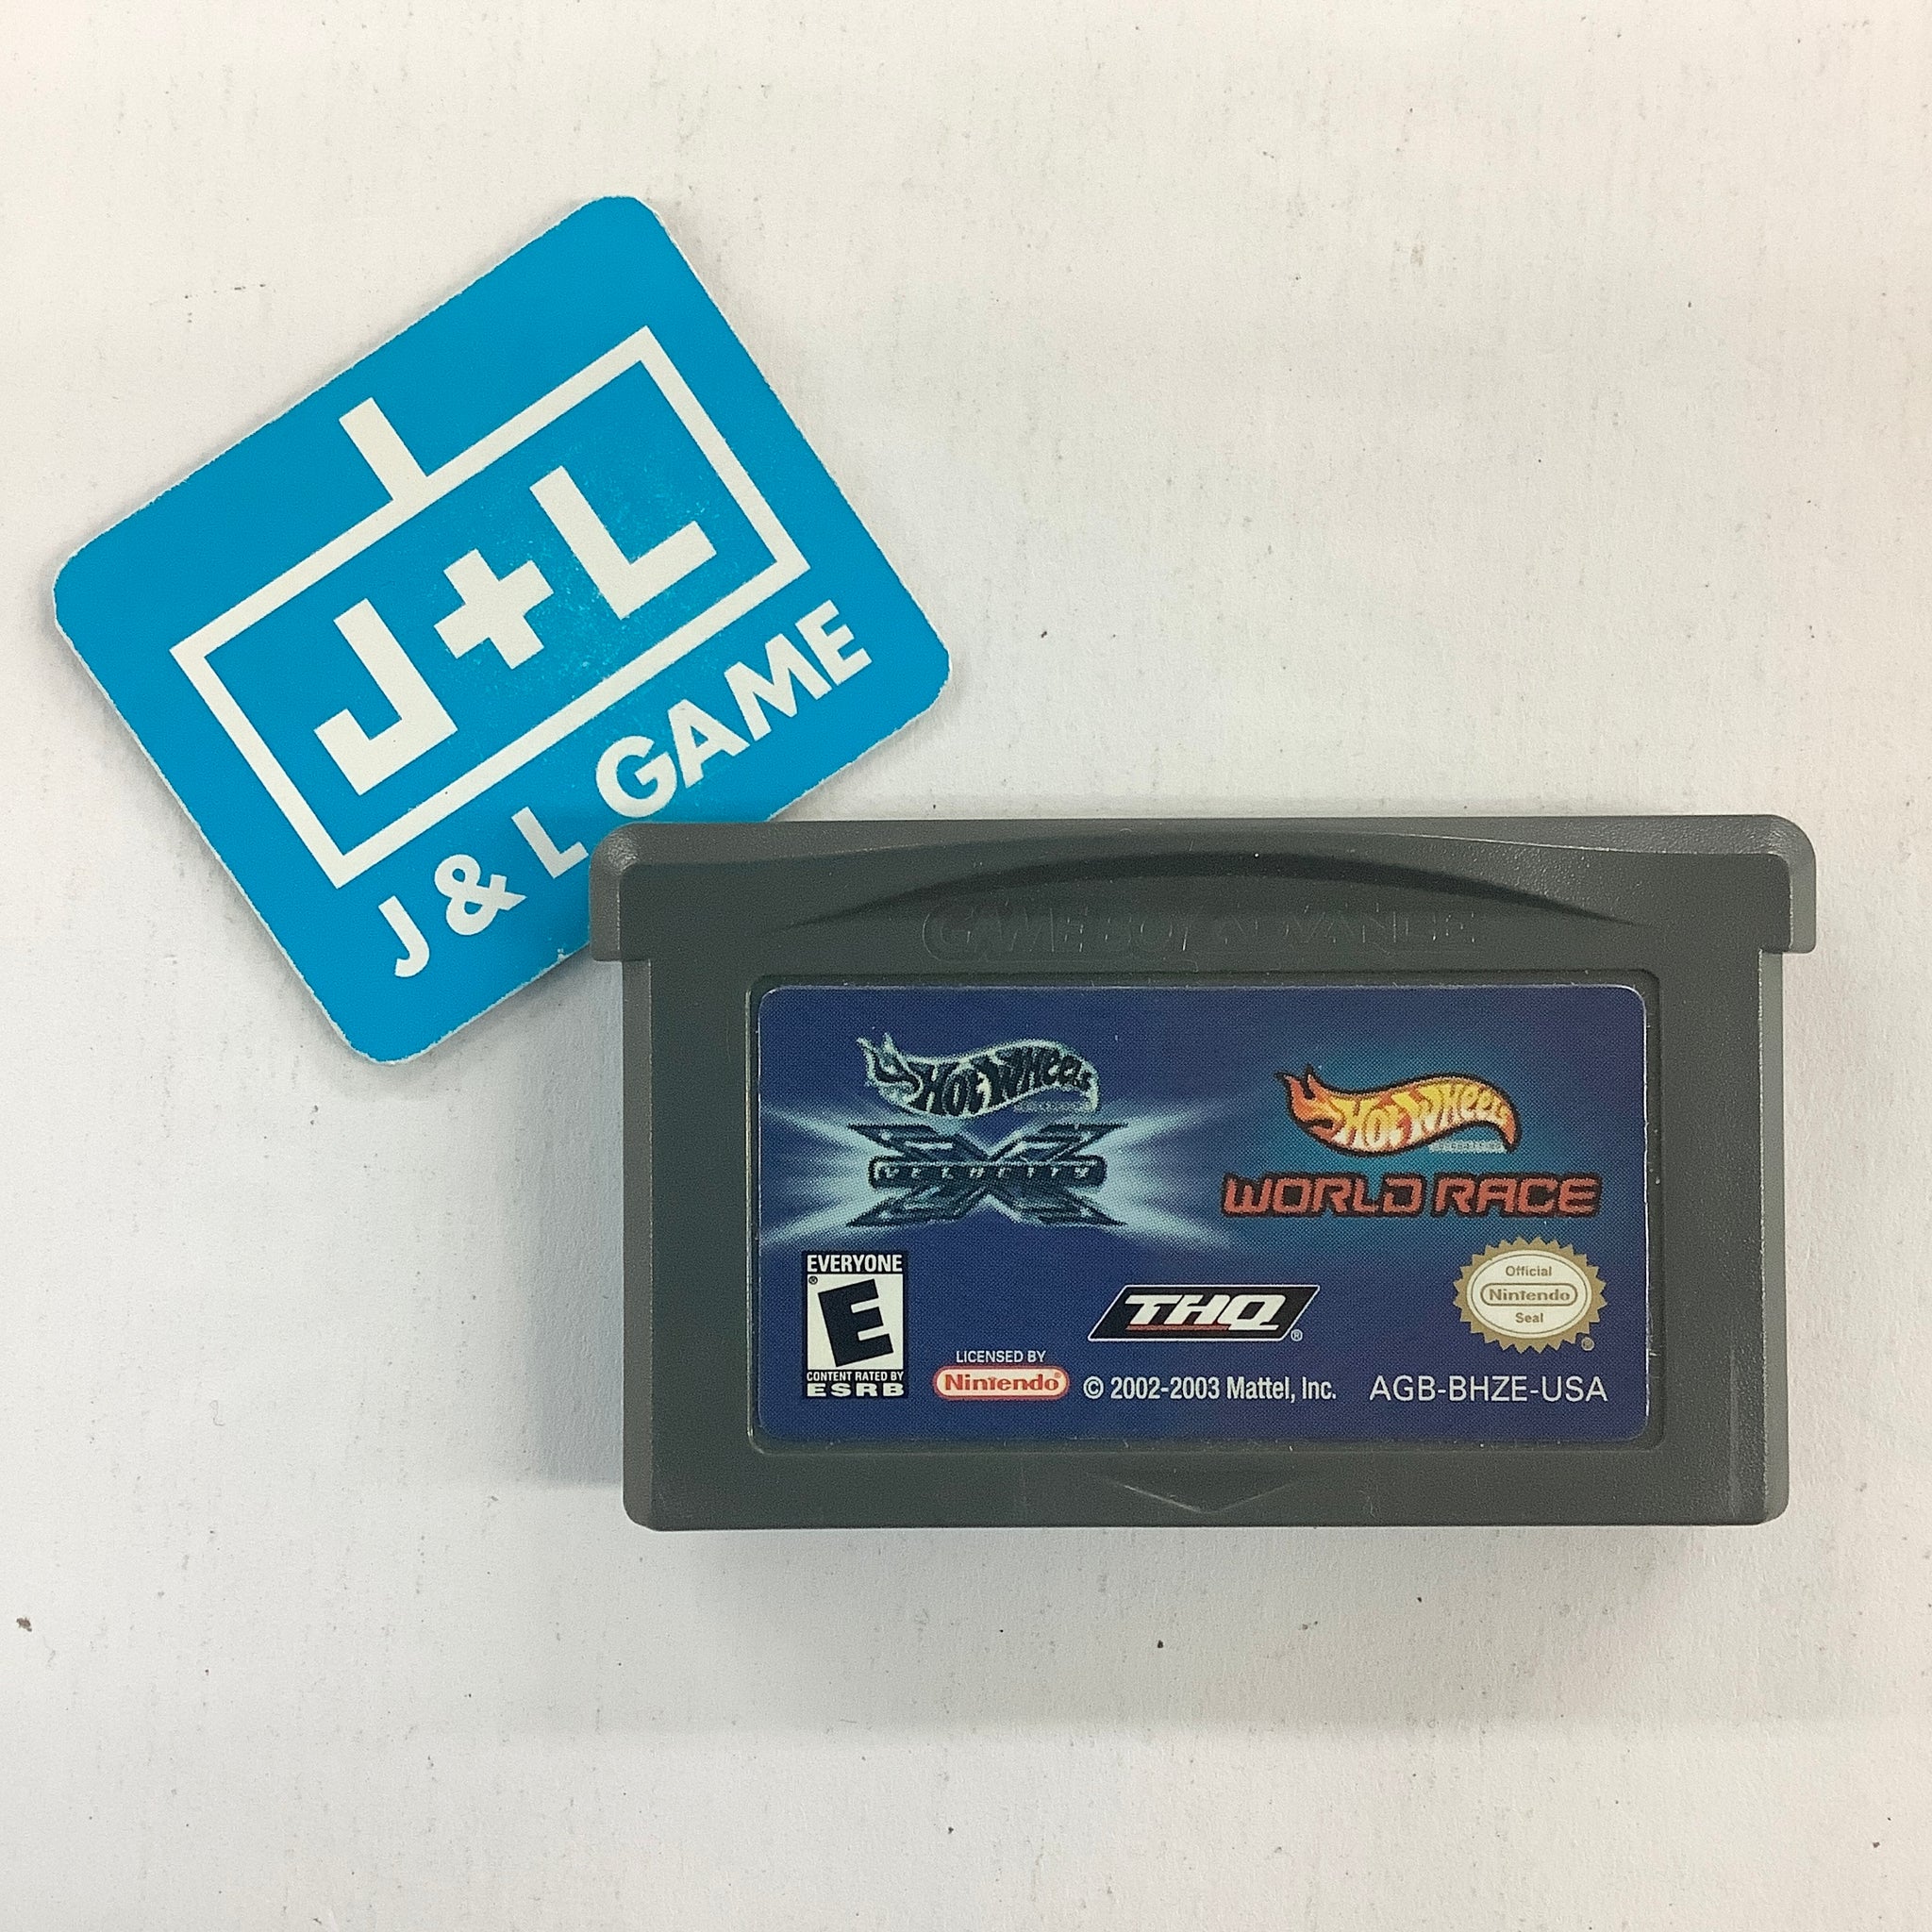 J+L
J & L GAME
GAME BOY ADVANCE
HOT WHEELS
VELOCITY X
HOT WHEELS
WORLD RACE
EVERYONE
E
CONTENT RATED BY
ESRB
THQ®
Official
Nintendo
Seal
LICENSED BY
Nintendo®
© 2002-2003 Mattel, Inc.
AGB-BHZE-USA